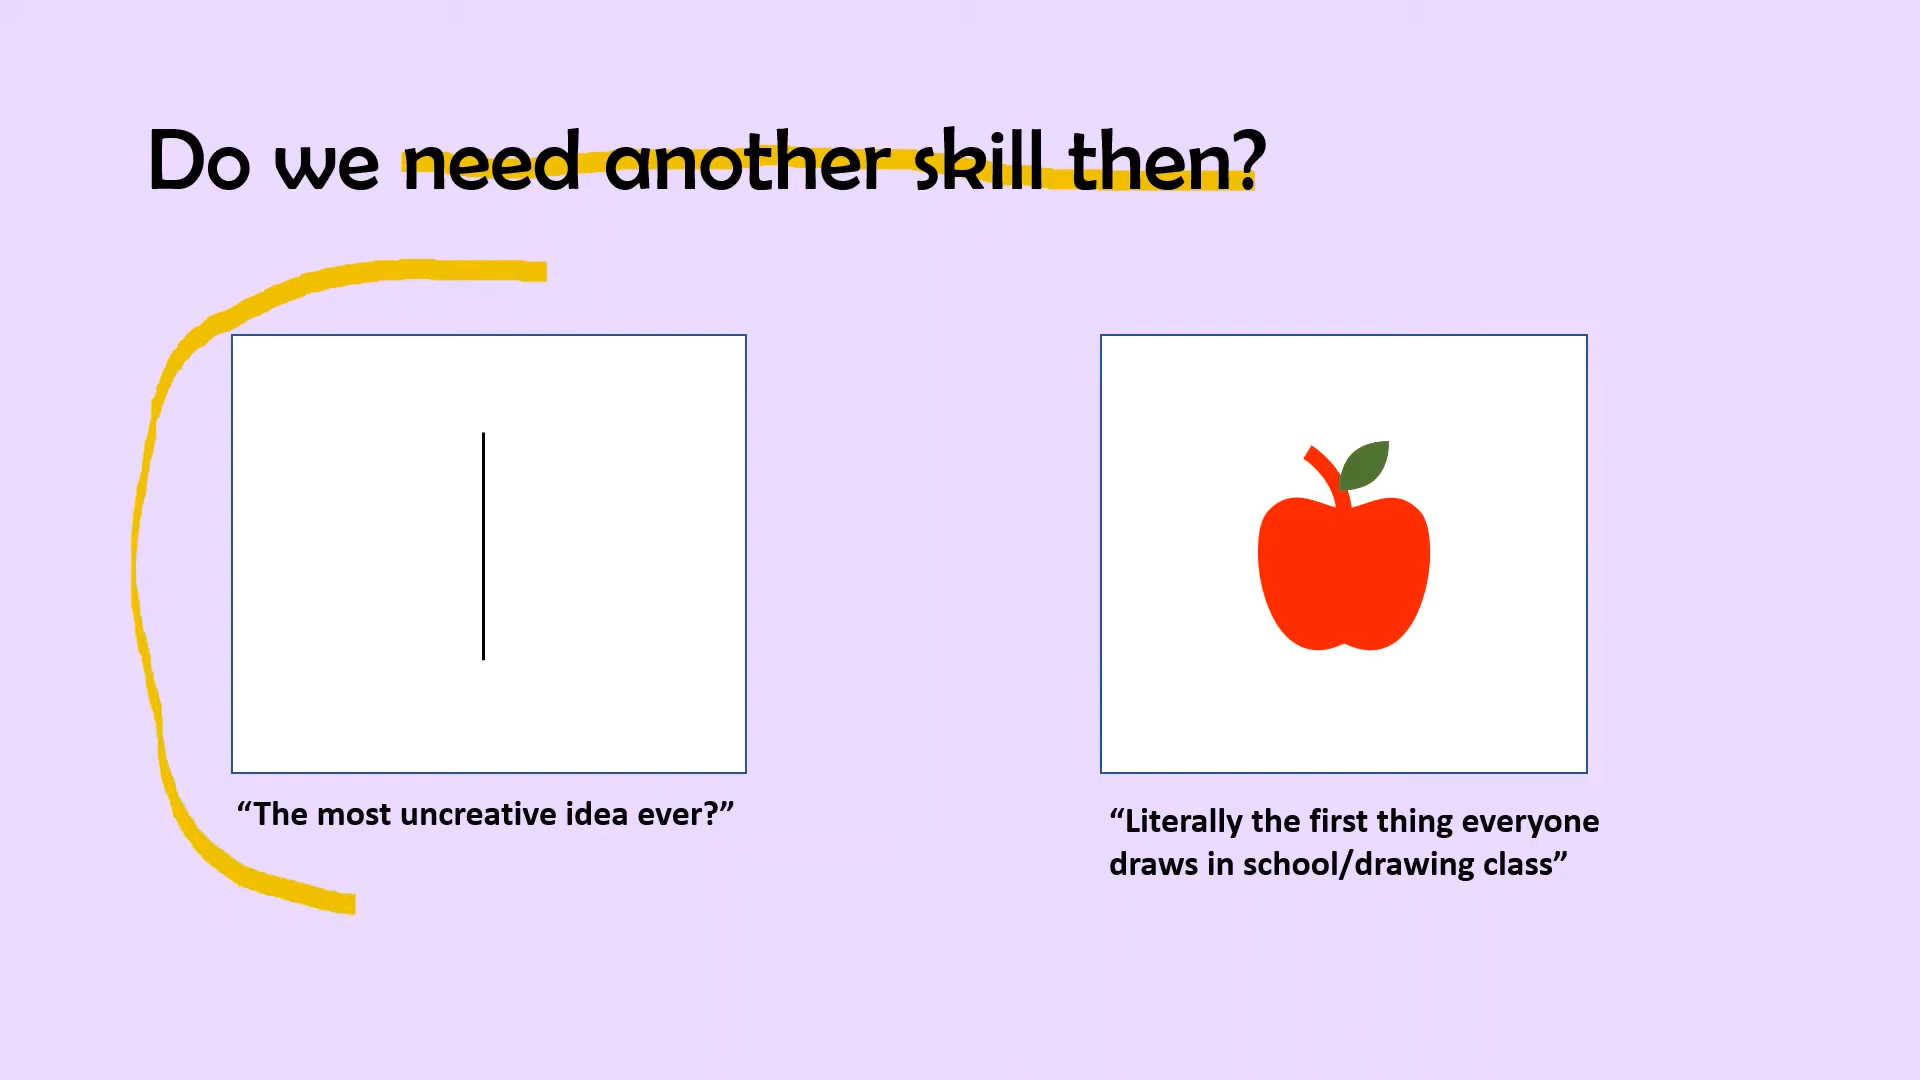 Do we need another skill then?
“The most uncreative idea ever?”
“Literally the first thing everyone
draws in school/drawing class”